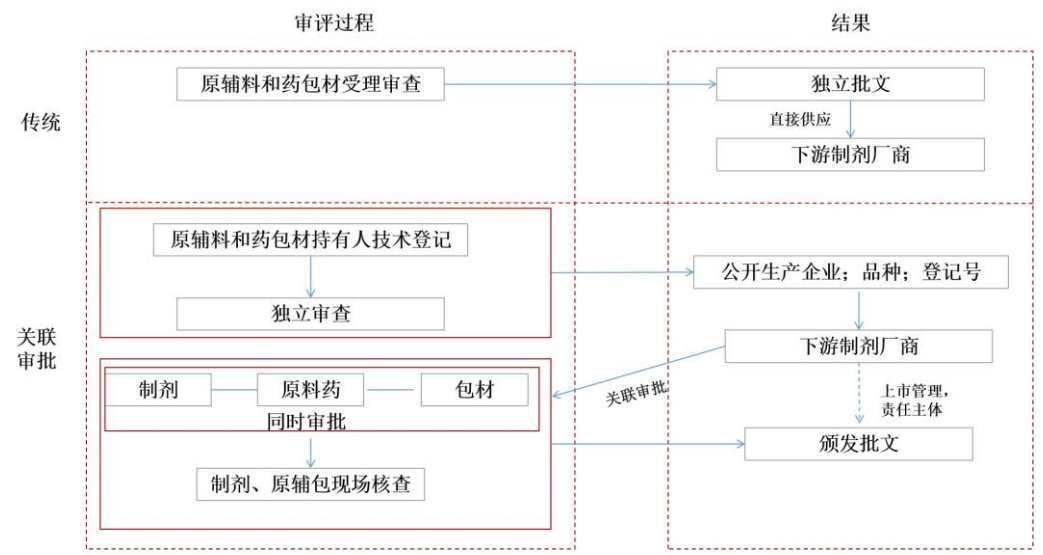 审评过程
结果
传统
原辅料和药包材受理审查
独立批文
直接供应
下游制剂厂商
关联
审批
原辅料和药包材持有人技术登记
独立审查
公开生产企业；品种；登记号
下游制剂厂商
制剂
原料药
包材
同时审批
关联审批
上市管理，
责任主体
颁发批文
制剂、原辅包现场核查